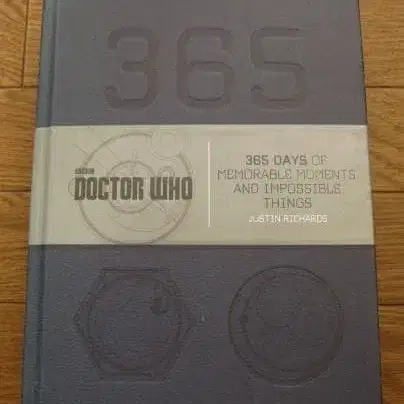 365
BBC
DOCTOR WHO
365 DAYS OF
MEMORABLE MOMENTS
AND IMPOSSIBLE
THINGS
JUSTIN RICHARDS